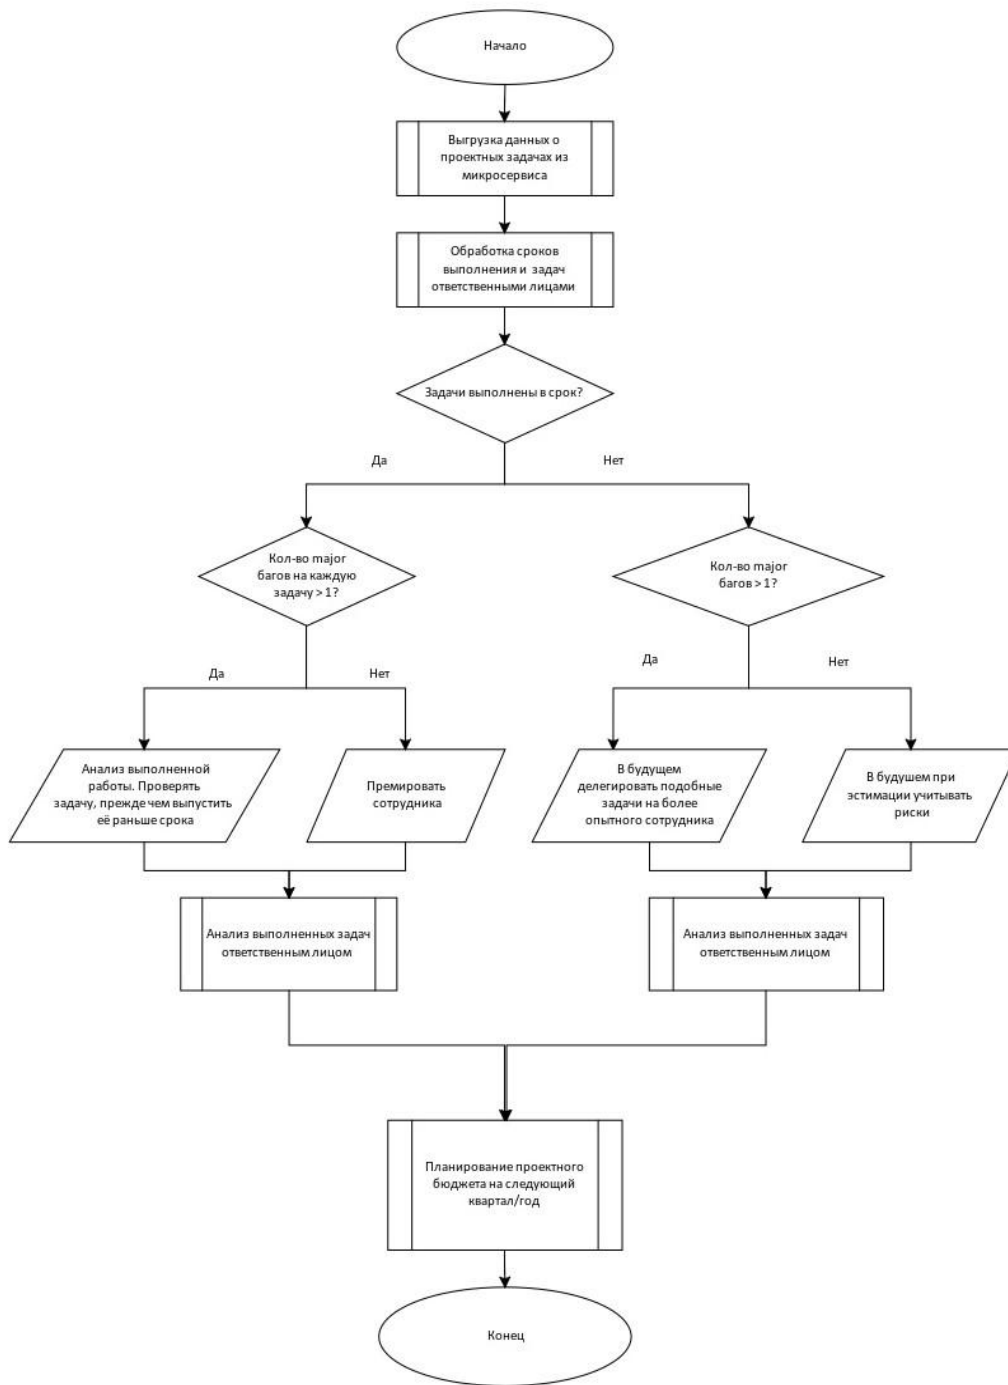 Начало
Выгрузка данных о
проектных задачах из
микросервиса
Обработка сроков
выполнения и задач
ответственными лицами
Задачи выполнены в срок?
Да
Нет
Кол-во major
багов на каждую
задачу > 1?
Кол-во major
багов > 1?
Да
Нет
Да
Нет
Анализ выполненной
работы. Проверять
задачу, прежде чем выпустить
её раньше срока
Премировать
сотрудника
В будущем
делегировать подобные
задачи на более
опытного сотрудника
В будушем при
эстимации учитывать
риски
Анализ выполненных задач
ответственным лицом
Анализ выполненных задач
ответственным лицом
Планирование проектного
бюджета на следующий
квартал/год
Конец